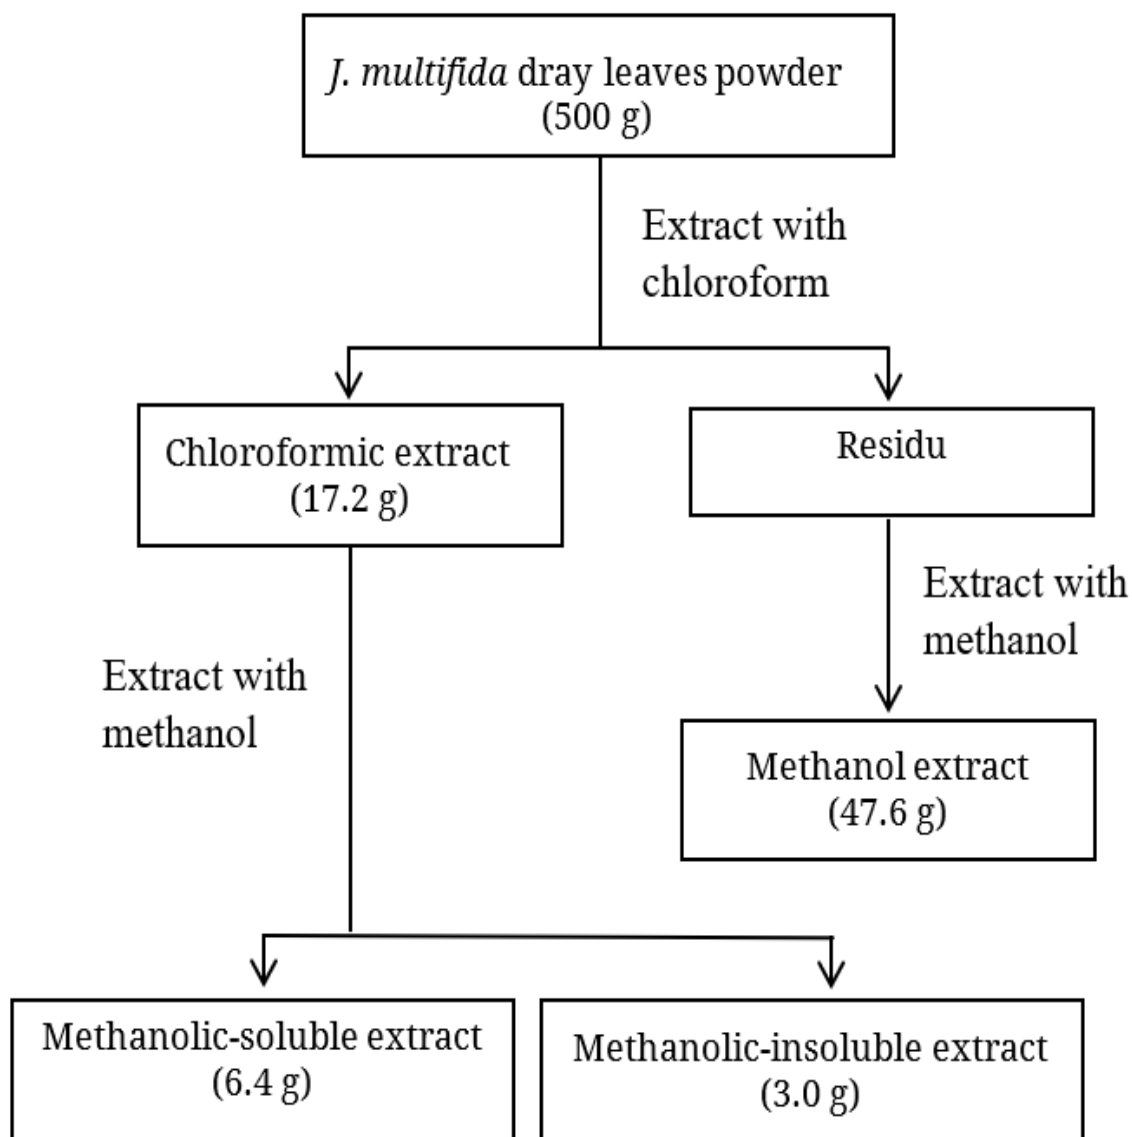 J. multifida dray leaves powder
(500 g)
Extract with
chloroform
Chloroformic extract
(17.2 g)
Residu
Extract with
methanol
Extract with
methanol
Methanol extract
(47.6 g)
Methanolic-soluble extract
(6.4 g)
Methanolic-insoluble extract
(3.0 g)